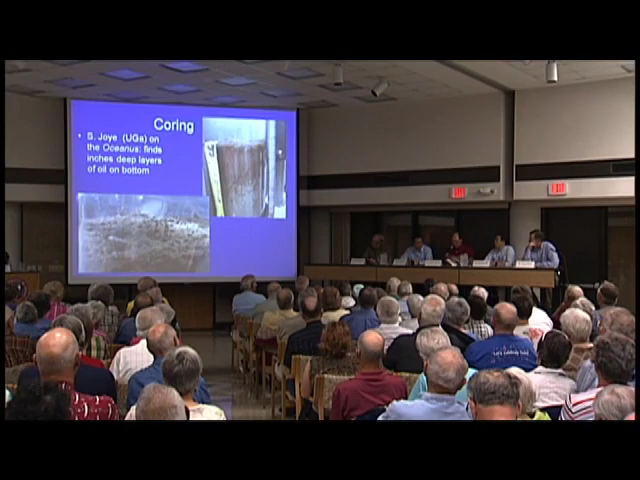 Coring
• S. Joye (UGa) on
the Oceanus: finds
inches deep layers
of oil on bottom
EXIT
EXIT